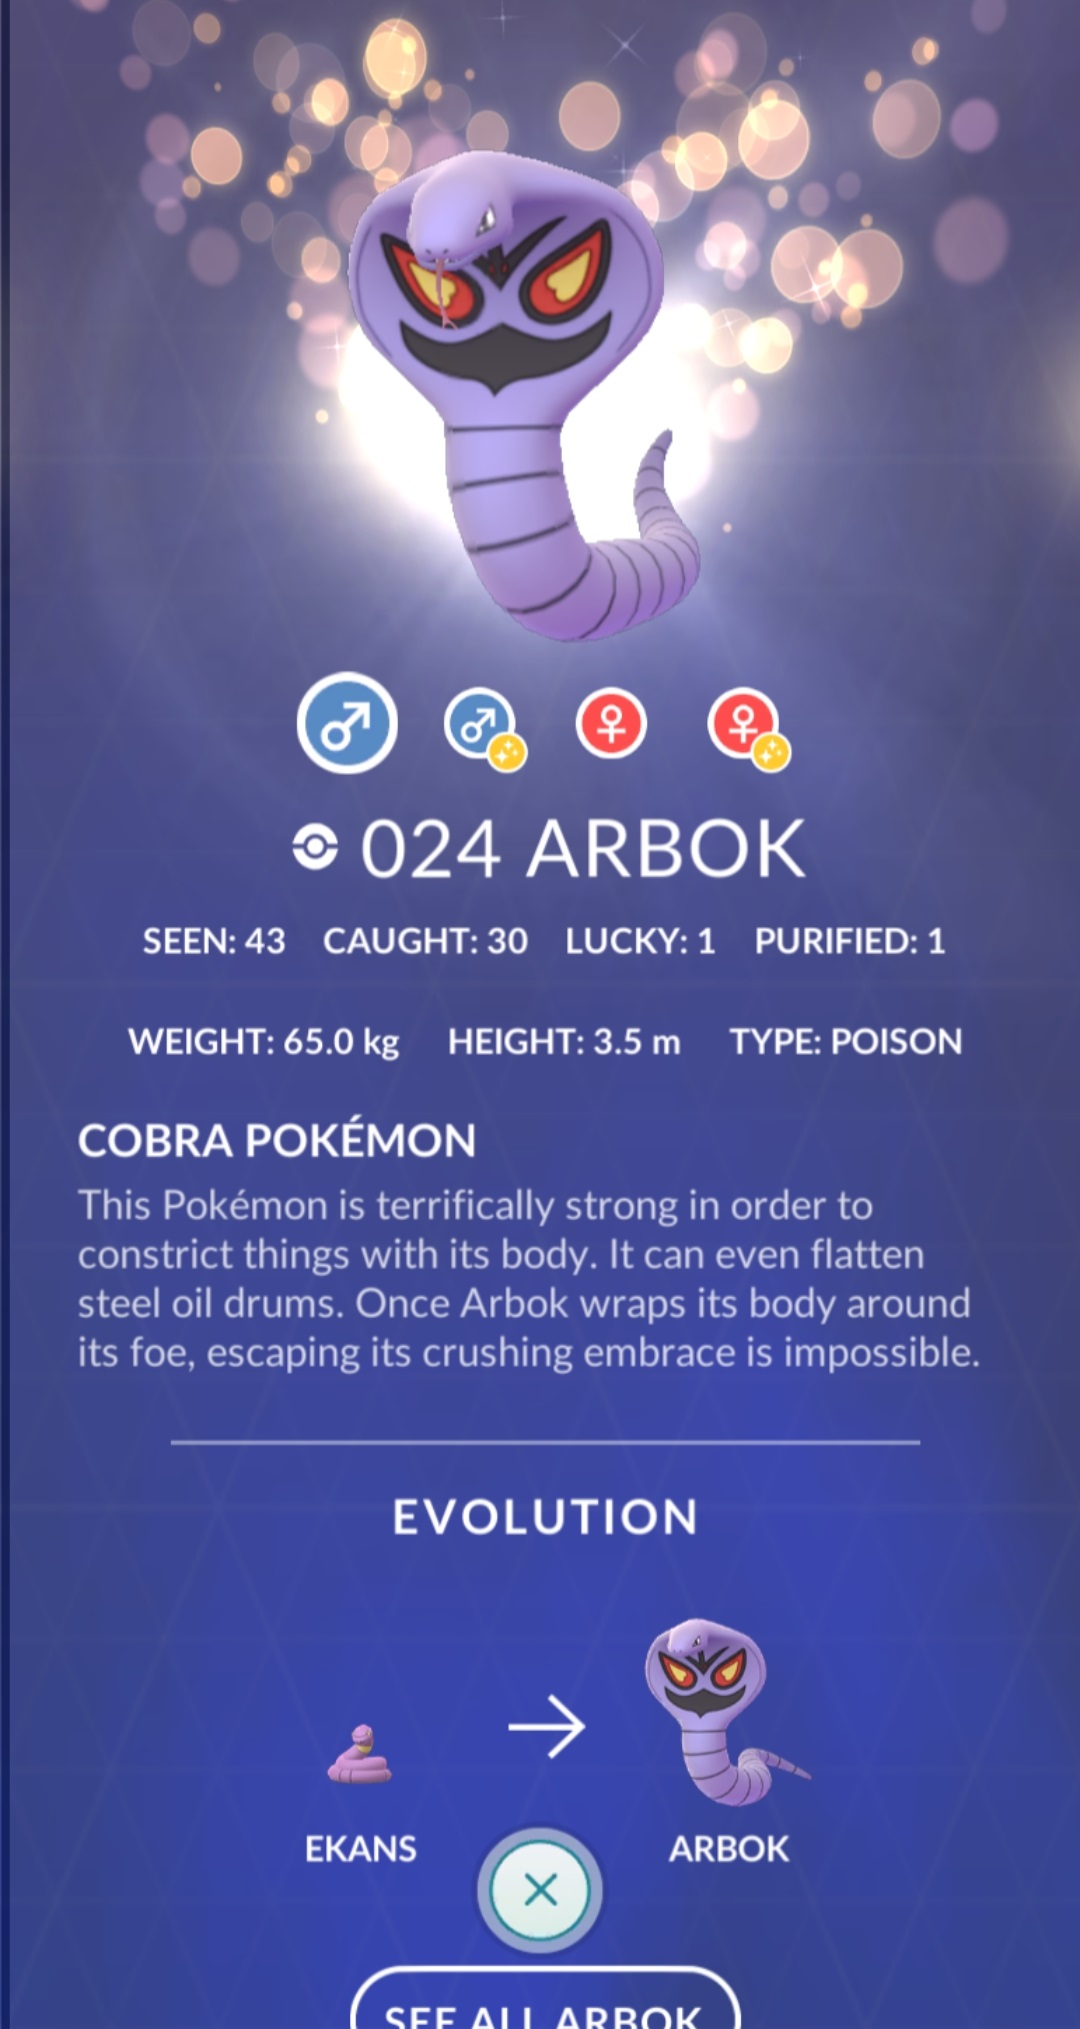 024 ARBOK
SEEN: 43 CAUGHT: 30 LUCKY: 1 PURIFIED: 1
WEIGHT: 65.0 kg HEIGHT: 3.5 m TYPE: POISON
COBRA POKÉMON
This Pokémon is terrifically strong in order to
constrict things with its body. It can even flatten
steel oil drums. Once Arbok wraps its body around
its foe, escaping its crushing embrace is impossible.
EVOLUTION
EKANS ARBOK
SEE ALL ARBOK